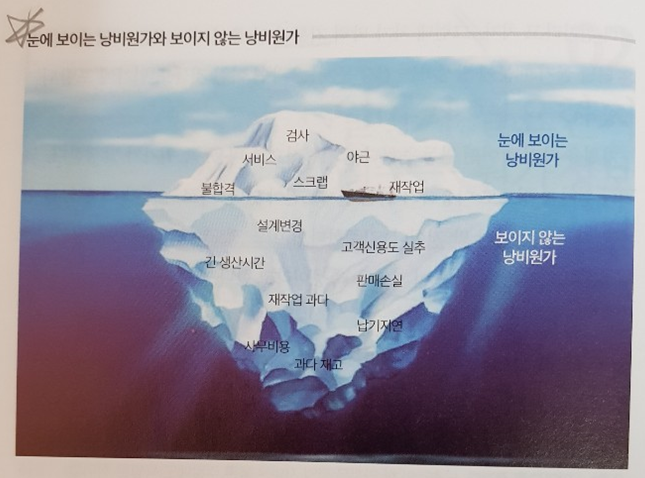 눈에 보이는 낭비원가와 보이지 않는 낭비원가
검사
서비스
야근
눈에 보이는
낭비원가
불합격
스크랩
재작업
설계변경
고객신용도 실추
보이지 않는
낭비원가
긴 생산시간
판매손실
재작업 과다
납기지연
사무비용
과다 재고